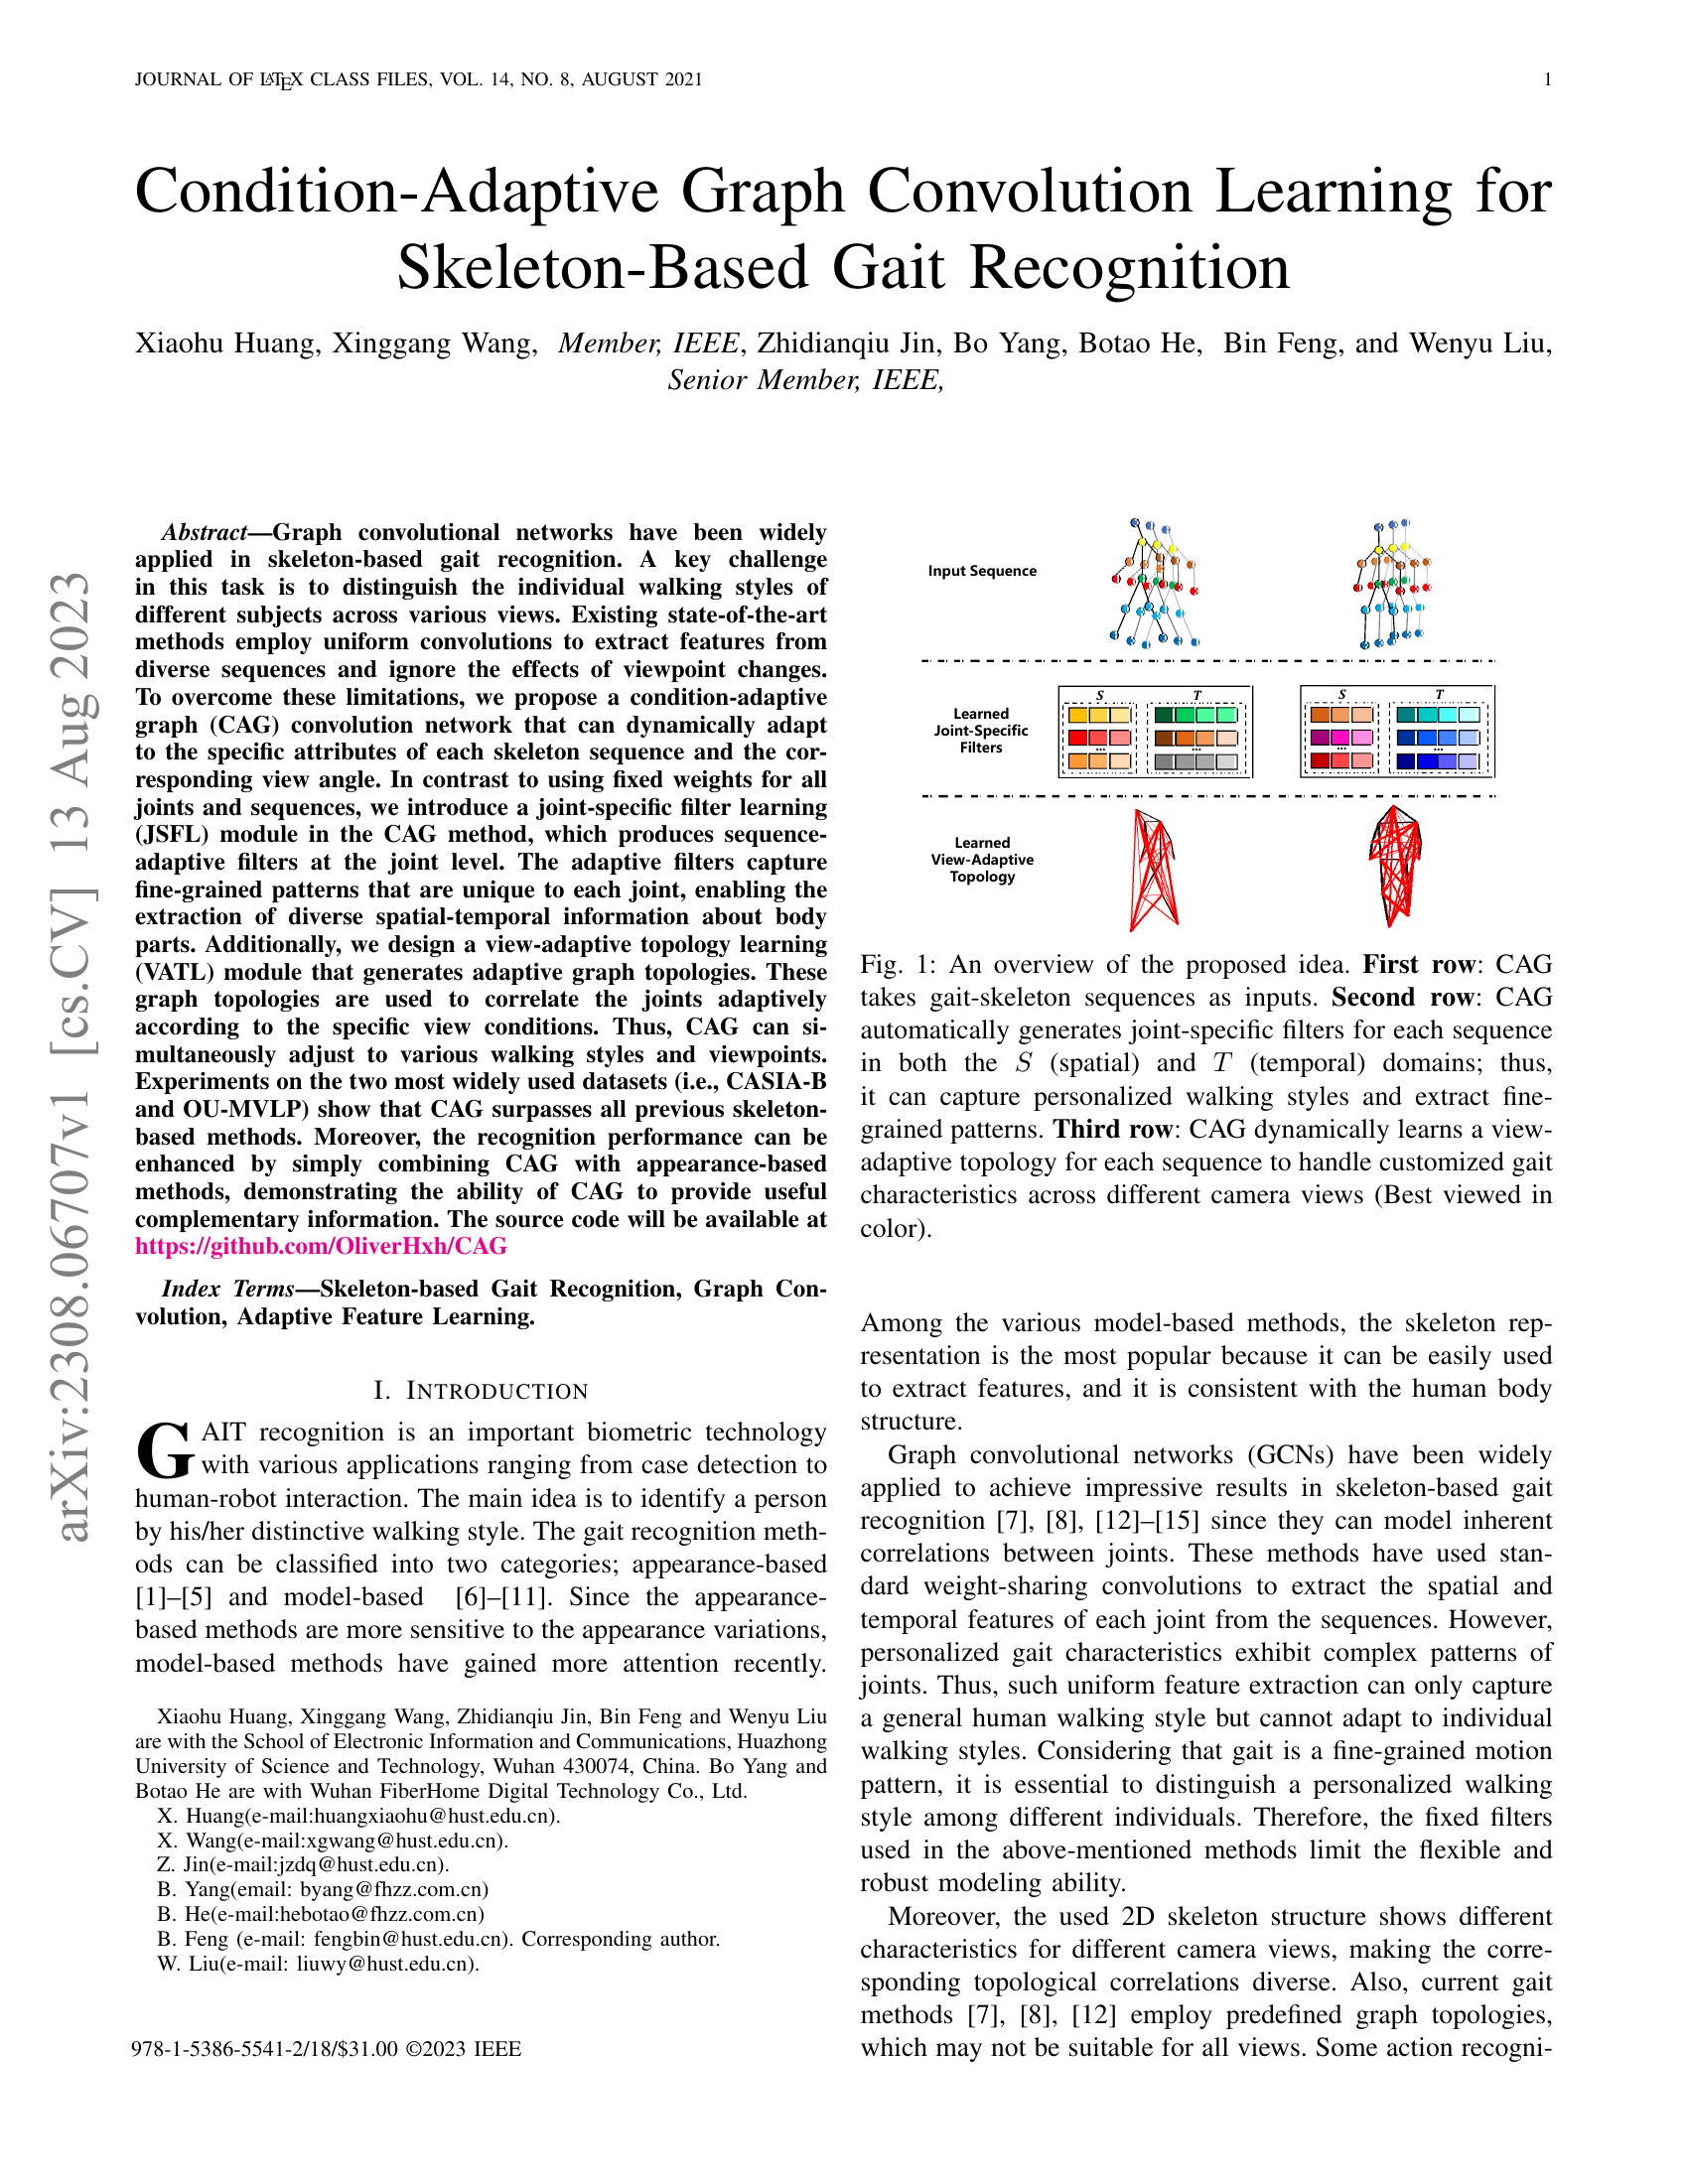 JOURNAL OF LATEX CLASS FILES, VOL. 14, NO. 8, AUGUST 2021
1
Condition-Adaptive Graph Convolution Learning for
Skeleton-Based Gait Recognition
Xiaohu Huang, Xinggang Wang, Member, IEEE, Zhidianqiu Jin, Bo Yang, Botao He, Bin Feng, and Wenyu Liu,
Senior Member, IEEE,
arXiv:2308.06707v1 [cs.CV] 13 Aug 2023
Abstract—Graph convolutional networks have been widely
applied in skeleton-based gait recognition. A key challenge
in this task is to distinguish the individual walking styles of
different subjects across various views. Existing state-of-the-art
methods employ uniform convolutions to extract features from
diverse sequences and ignore the effects of viewpoint changes.
To overcome these limitations, we propose a condition-adaptive
graph (CAG) convolution network that can dynamically adapt
to the specific attributes of each skeleton sequence and the cor-
responding view angle. In contrast to using fixed weights for all
joints and sequences, we introduce a joint-specific filter learning
(JSFL) module in the CAG method, which produces sequence-
adaptive filters at the joint level. The adaptive filters capture
fine-grained patterns that are unique to each joint, enabling the
extraction of diverse spatial-temporal information about body
parts. Additionally, we design a view-adaptive topology learning
(VATL) module that generates adaptive graph topologies. These
graph topologies are used to correlate the joints adaptively
according to the specific view conditions. Thus, CAG can si-
multaneously adjust to various walking styles and viewpoints.
Experiments on the two most widely used datasets (i.e., CASIA-B
and OU-MVLP) show that CAG surpasses all previous skeleton-
based methods. Moreover, the recognition performance can be
enhanced by simply combining CAG with appearance-based
methods, demonstrating the ability of CAG to provide useful
complementary information. The source code will be available at
https://github.com/OliverHxh/CAG
Index Terms—Skeleton-based Gait Recognition, Graph Con-
volution, Adaptive Feature Learning.
I. INTRODUCTION
GAIT recognition is an important biometric technology
with various applications ranging from case detection to
human-robot interaction. The main idea is to identify a person
by his/her distinctive walking style. The gait recognition meth-
ods can be classified into two categories; appearance-based
[1]–[5] and model-based [6]–[11]. Since the appearance-
based methods are more sensitive to the appearance variations,
model-based methods have gained more attention recently.
Xiaohu Huang, Xinggang Wang, Zhidianqiu Jin, Bin Feng and Wenyu Liu
are with the School of Electronic Information and Communications, Huazhong
University of Science and Technology, Wuhan 430074, China. Bo Yang and
Botao He are with Wuhan FiberHome Digital Technology Co., Ltd.
X. Huang(e-mail:huangxiaohu@hust.edu.cn).
X. Wang(e-mail:xgwang@hust.edu.cn).
Z. Jin(e-mail:jzdq@hust.edu.cn).
B. Yang(email: byang@fhzz.com.cn)
B. He(e-mail:hebotao@fhzz.com.cn)
B. Feng (e-mail: fengbin@hust.edu.cn). Corresponding author.
W. Liu(e-mail: liuwy@hust.edu.cn).
978-1-5386-5541-2/18/$31.00 ©2023 IEEE
Input Sequence
Learned
Joint-Specific
Filters
S
T
...
...
S
T
...
...
Learned
View-Adaptive
Topology
Fig. 1: An overview of the proposed idea. First row: CAG
takes gait-skeleton sequences as inputs. Second row: CAG
automatically generates joint-specific filters for each sequence
in both the S (spatial) and T (temporal) domains; thus,
it can capture personalized walking styles and extract fine-
grained patterns. Third row: CAG dynamically learns a view-
adaptive topology for each sequence to handle customized gait
characteristics across different camera views (Best viewed in
color).
Among the various model-based methods, the skeleton rep-
resentation is the most popular because it can be easily used
to extract features, and it is consistent with the human body
structure.
Graph convolutional networks (GCNs) have been widely
applied to achieve impressive results in skeleton-based gait
recognition [7], [8], [12]–[15] since they can model inherent
correlations between joints. These methods have used stan-
dard weight-sharing convolutions to extract the spatial and
temporal features of each joint from the sequences. However,
personalized gait characteristics exhibit complex patterns of
joints. Thus, such uniform feature extraction can only capture
a general human walking style but cannot adapt to individual
walking styles. Considering that gait is a fine-grained motion
pattern, it is essential to distinguish a personalized walking
style among different individuals. Therefore, the fixed filters
used in the above-mentioned methods limit the flexible and
robust modeling ability.
Moreover, the used 2D skeleton structure shows different
characteristics for different camera views, making the corre-
sponding topological correlations diverse. Also, current gait
methods [7], [8], [12] employ predefined graph topologies,
which may not be suitable for all views. Some action recogni-